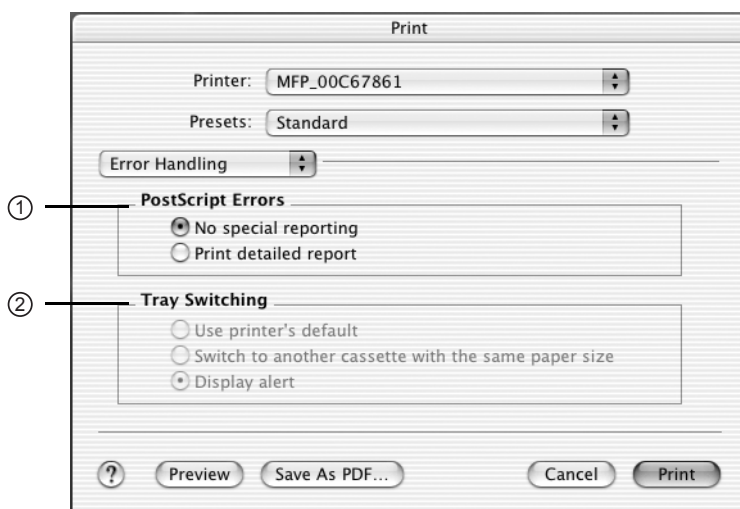 Print
Printer: MFP_00C67861
Presets: Standard
Error Handling
① PostScript Errors
No special reporting
Print detailed report
② Tray Switching
Use printer's default
Switch to another cassette with the same paper size
Display alert
? Preview Save As PDF... Cancel Print